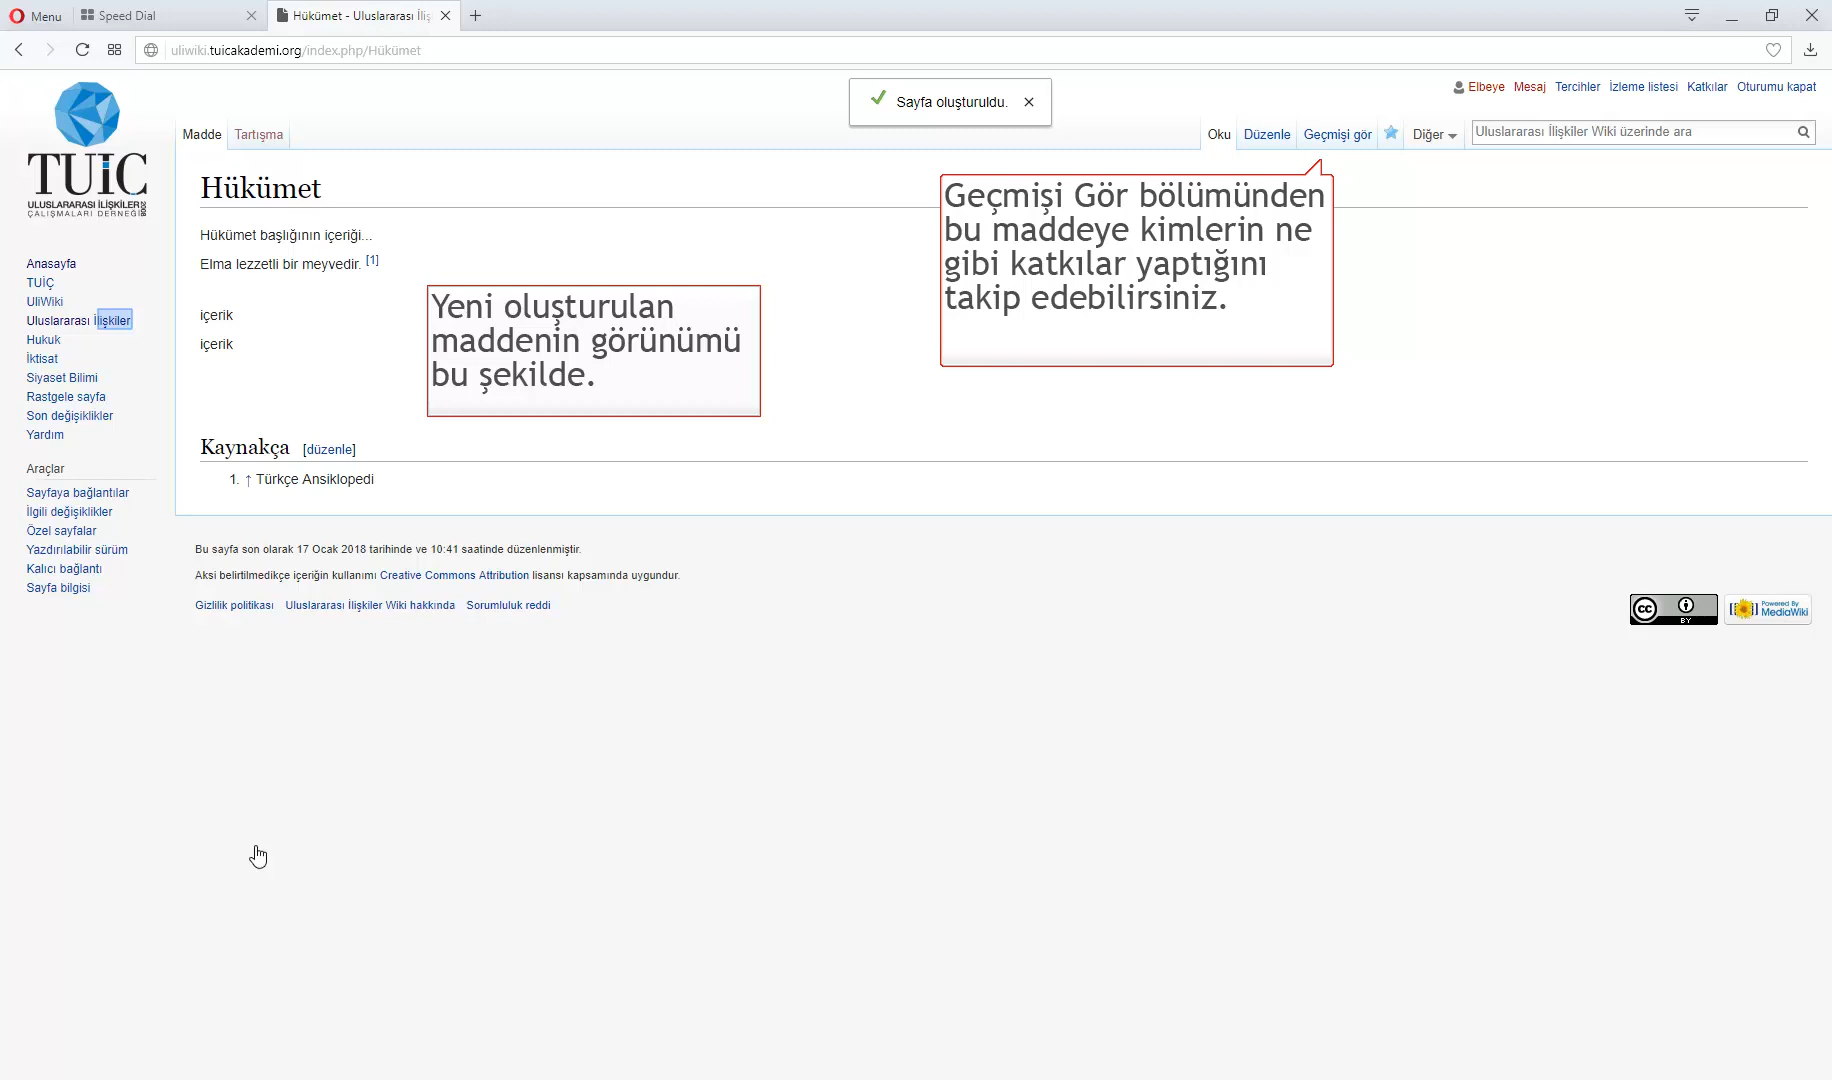 Menu
Speed Dial
Hükümet - Uluslararası İliş
uliwiki.tuicakademi.org/index.php/Hükümet
TUİC
ULUSLARARASI İLİŞKİLER
ÇALIŞMALARI DERNEĞİ
Sayfa oluşturuldu.
Elbeye Mesaj Tercihler İzleme listesi Katkılar Oturumu kapat
Madde Tartışma
Oku Düzenle Geçmişi gör Diğer
Uluslararası İlişkiler Wiki üzerinde ara
Hükümet
Hükümet başlığının içeriği...
Elma lezzetli bir meyvedir. [1]
içerik
içerik
Yeni oluşturulan
maddenin görünümü
bu şekilde.
Geçmişi Gör bölümünden
bu maddeye kimlerin ne
gibi katkılar yaptığını
takip edebilirsiniz.
Kaynakça [düzenle]
1. ↑ Türkçe Ansiklopedi
Anasayfa
TUİÇ
UliWiki
Uluslararası İlişkiler
Hukuk
İktisat
Siyaset Bilimi
Rastgele sayfa
Son değişiklikler
Yardım
Araçlar
Sayfaya bağlantılar
İlgili değişiklikler
Özel sayfalar
Yazdırılabilir sürüm
Kalıcı bağlantı
Sayfa bilgisi
Bu sayfa son olarak 17 Ocak 2018 tarihinde ve 10:41 saatinde düzenlenmiştir.
Aksi belirtilmedikçe içeriğin kullanımı Creative Commons Attribution lisansı kapsamında uygundur.
Gizlilik politikası Uluslararası İlişkiler Wiki hakkında Sorumluluk reddi
cc
BY
Powered By
MediaWiki